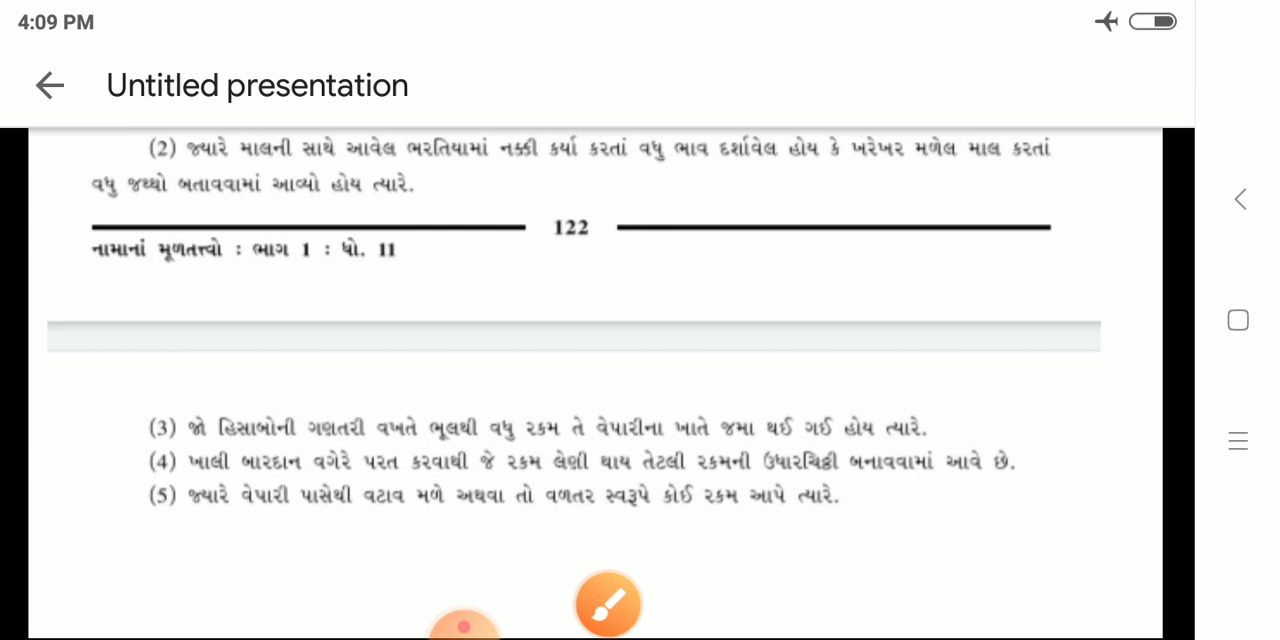 4:09 PM
Untitled presentation
(2) જ્યારે માલની સાથે આવેલ ભરતિયામાં નક્કી કર્યા કરતાં વધુ ભાવ દર્શાવેલ હોય કે ખરેખર મળેલ માલ કરતાં
વધુ જથ્થો બતાવવામાં આવ્યો હોય ત્યારે.
122
નામાનાં મૂળતત્ત્વો : ભાગ 1 : ધો. 11
(3) જો હિસાબોની ગણતરી વખતે ભૂલથી વધુ રકમ તે વેપારીના ખાતે જમા થઈ ગઈ હોય ત્યારે.
(4) ખાલી બારદાન વગેરે પરત કરવાથી જે રકમ લેણી થાય તેટલી રકમની ઉધારચિઠ્ઠી બનાવવામાં આવે છે.
(5) જ્યારે વેપારી પાસેથી વટાવ મળે અથવા તો વળતર સ્વરૂપે કોઈ રકમ આપે ત્યારે.